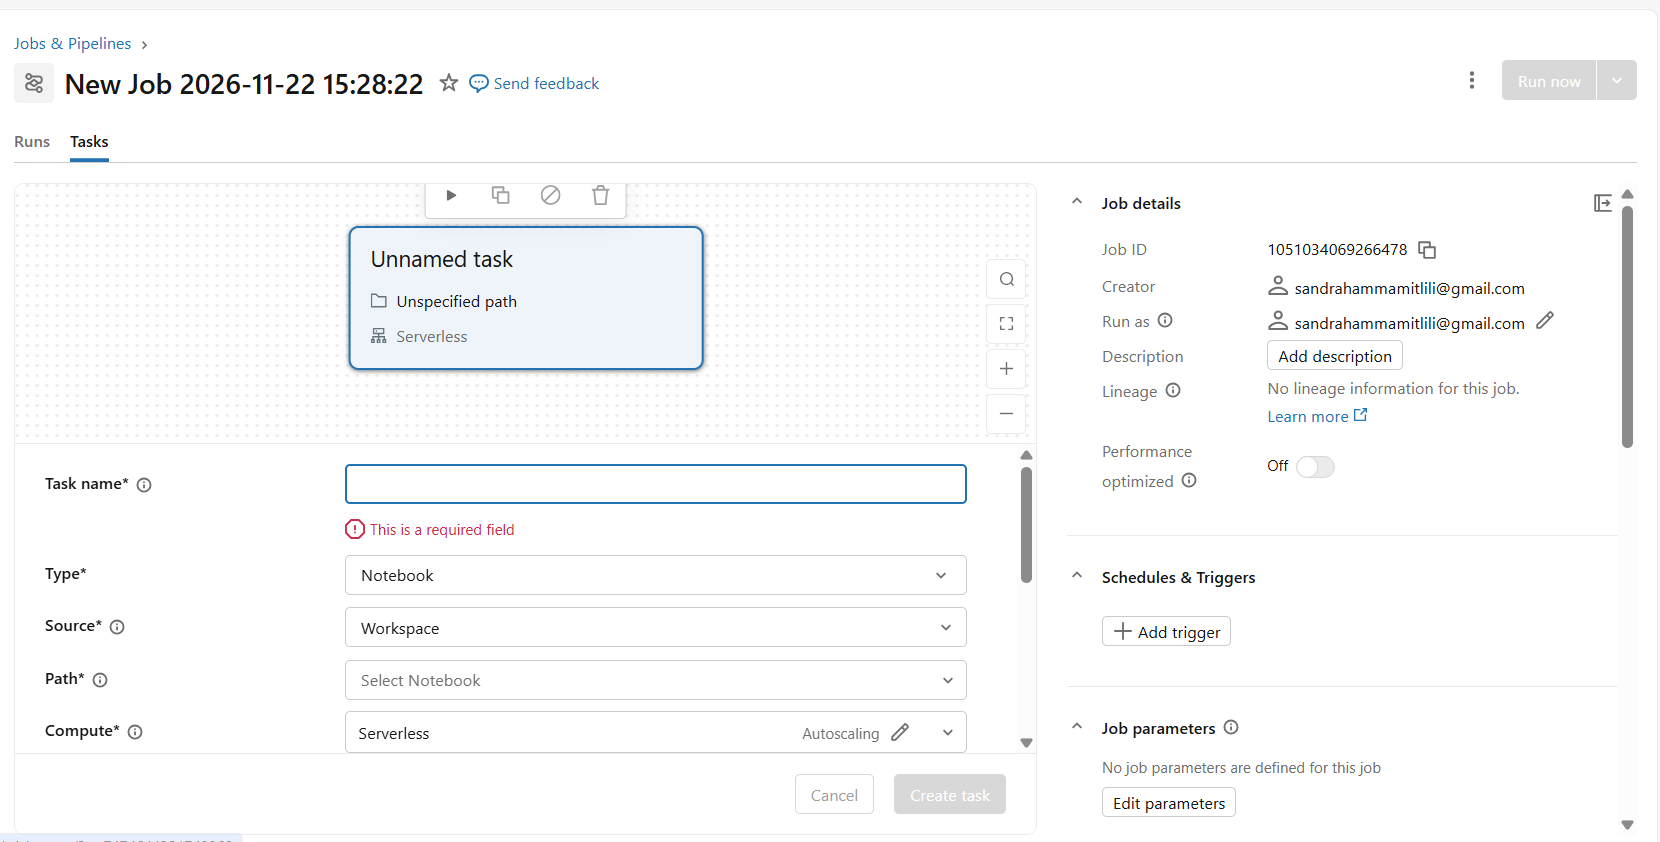 Jobs & Pipelines
New Job 2026-11-22 15:28:22
Send feedback
Run now
Runs
Tasks
Unnamed task
Unspecified path
Serverless
Task name*
This is a required field
Type*
Notebook
Source*
Workspace
Path*
Select Notebook
Compute*
Serverless
Autoscaling
Cancel
Create task
Job details
Job ID
1051034069266478
Creator
sandrahammamitlili@gmail.com
Run as
sandrahammamitlili@gmail.com
Description
Add description
Lineage
No lineage information for this job.
Learn more
Performance
optimized
Off
Schedules & Triggers
Add trigger
Job parameters
No job parameters are defined for this job
Edit parameters